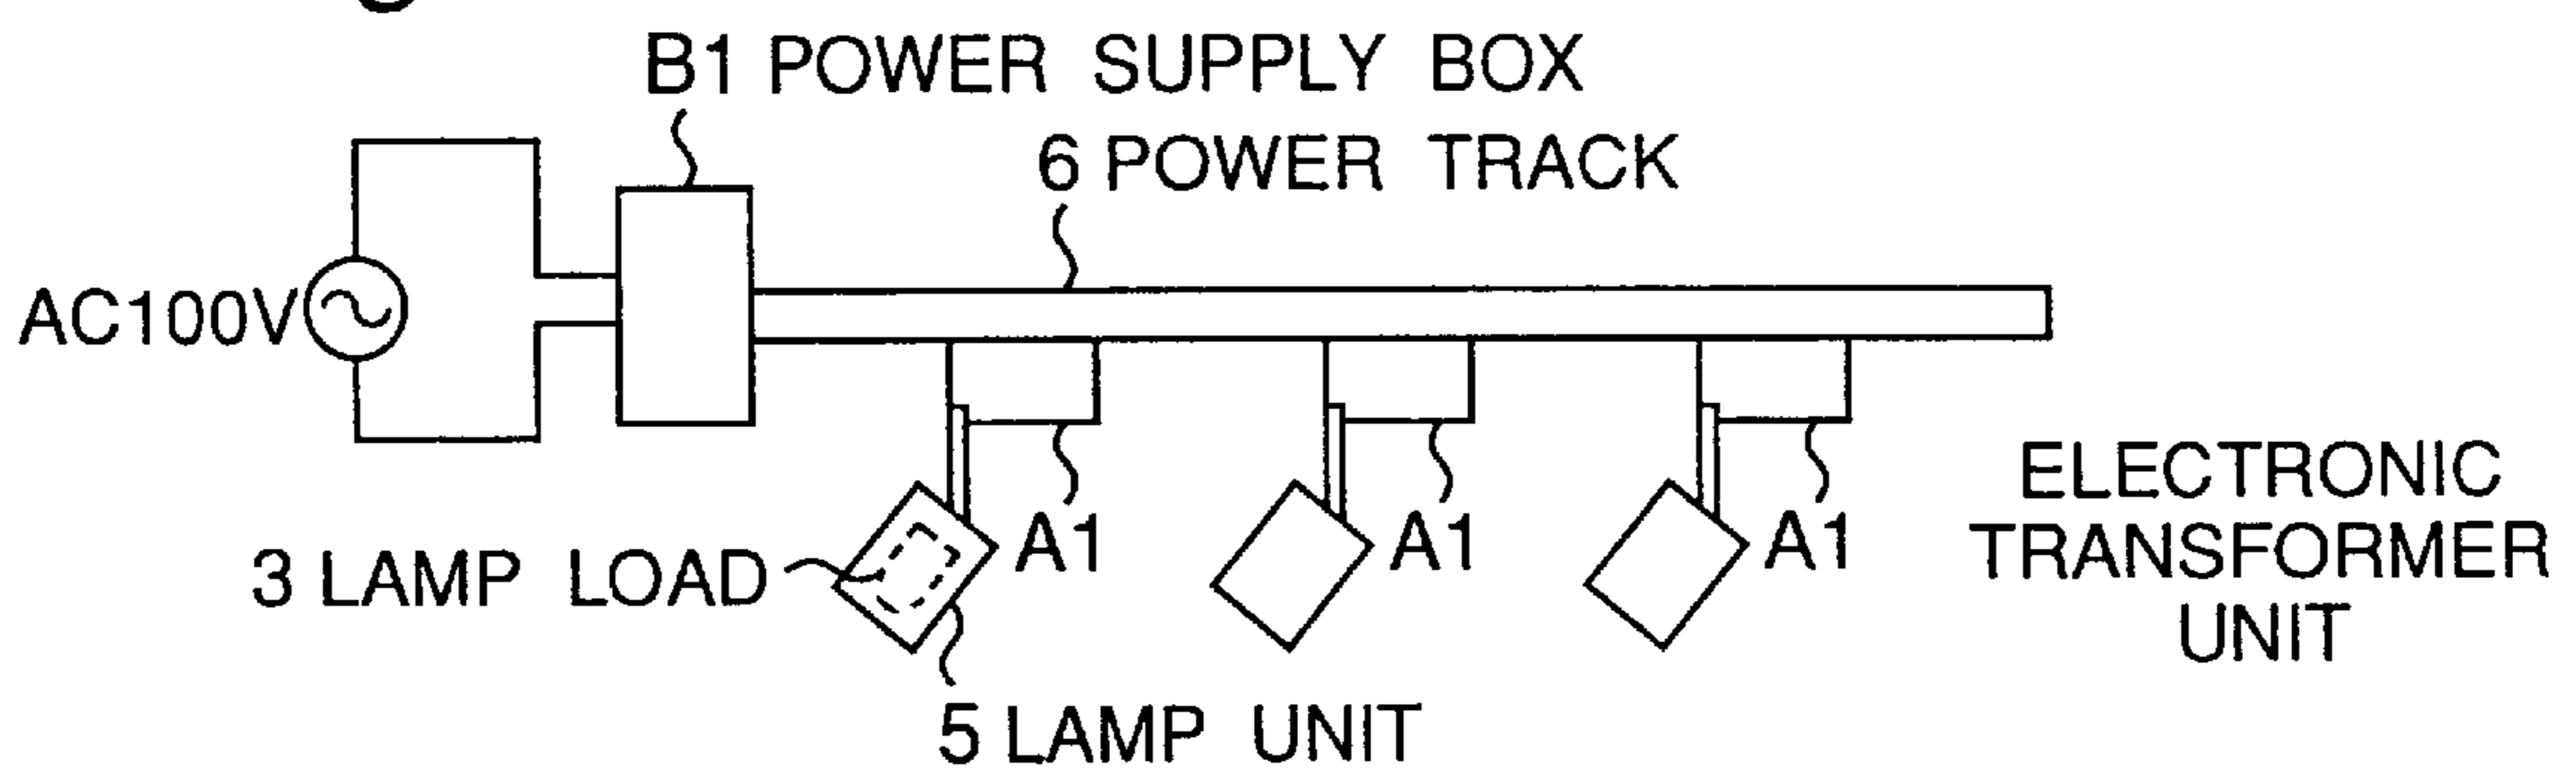 B1 POWER SUPPLY BOX
6 POWER TRACK
AC100V
3 LAMP LOAD
A1
A1
A1
ELECTRONIC
TRANSFORMER
UNIT
5 LAMP UNIT